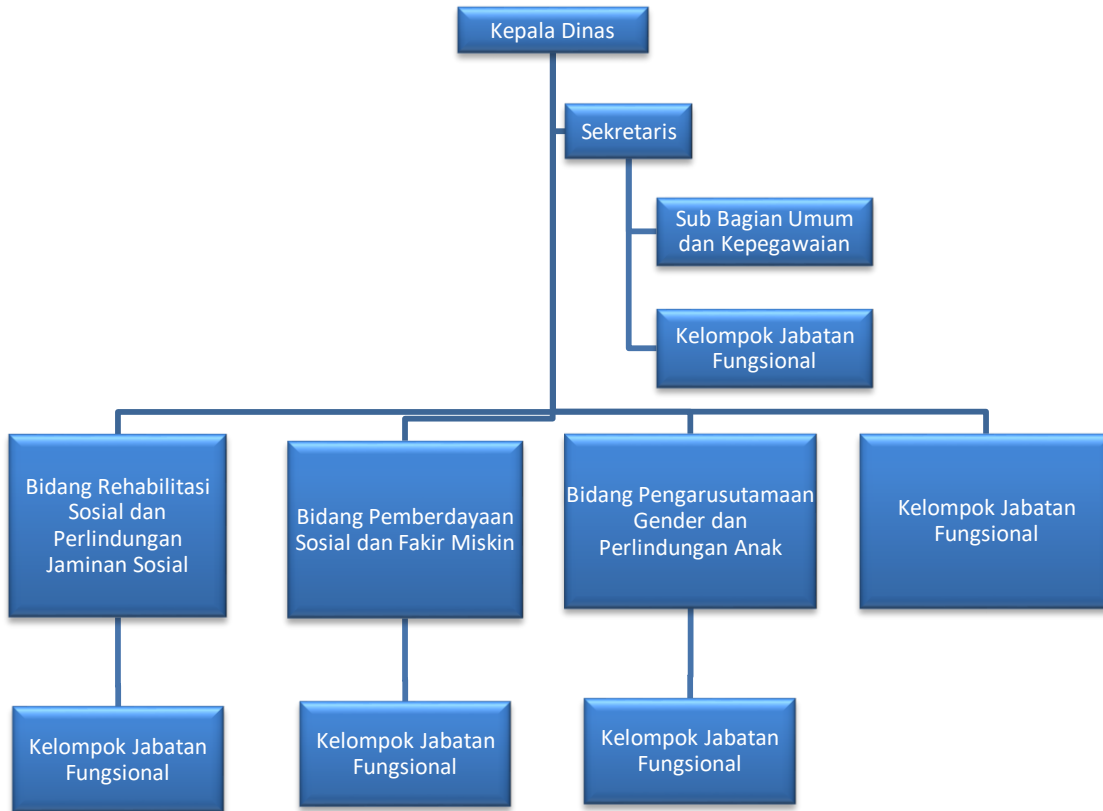 Kepala Dinas
Sekretaris
Sub Bagian Umum
dan Kepegawaian
Kelompok Jabatan
Fungsional
Bidang Rehabilitasi
Sosial dan
Perlindungan
Jaminan Sosial
Bidang Pemberdayaan
Sosial dan Fakir Miskin
Bidang Pengarusutamaan
Gender dan
Perlindungan Anak
Kelompok Jabatan
Fungsional
Kelompok Jabatan
Fungsional
Kelompok Jabatan
Fungsional
Kelompok Jabatan
Fungsional